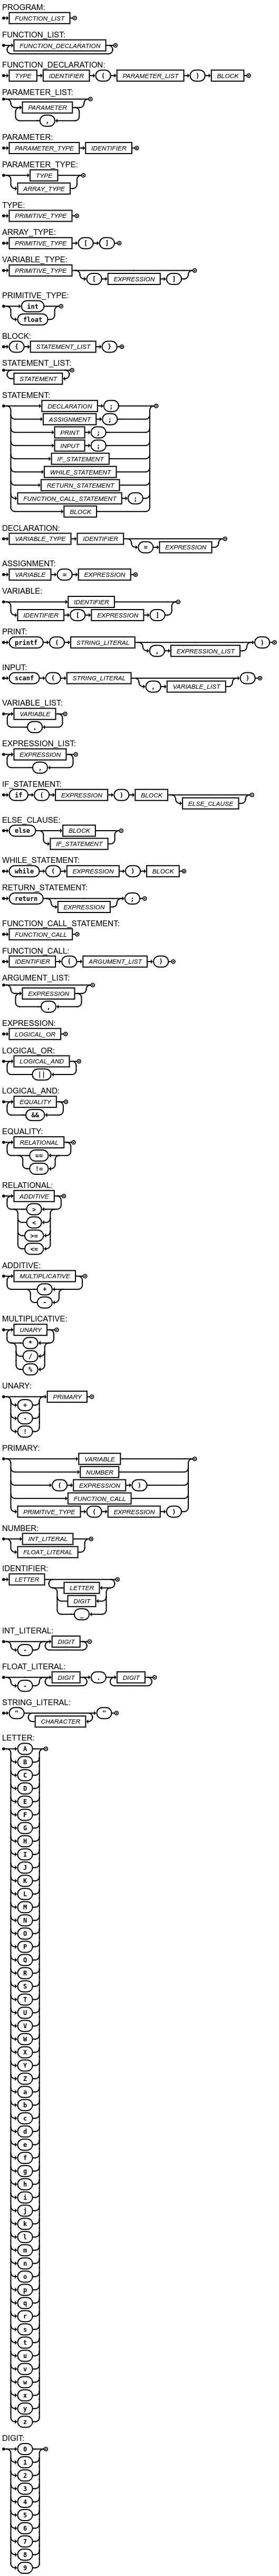 PROGRAM:
FUNCTION_LIST
FUNCTION_LIST:
FUNCTION_DECLARATION
FUNCTION_DECLARATION:
TYPE IDENTIFIER ( PARAMETER_LIST ) BLOCK
PARAMETER_LIST:
PARAMETER
,
PARAMETER:
PARAMETER_TYPE IDENTIFIER
PARAMETER_TYPE:
TYPE
ARRAY_TYPE
TYPE:
PRIMITIVE_TYPE
ARRAY_TYPE:
PRIMITIVE_TYPE [ ]
VARIABLE_TYPE:
PRIMITIVE_TYPE
[ EXPRESSION ]
PRIMITIVE_TYPE:
int
float
BLOCK:
{ STATEMENT_LIST }
STATEMENT_LIST:
STATEMENT
STATEMENT:
DECLARATION ;
ASSIGNMENT ;
PRINT ;
INPUT ;
IF_STATEMENT
WHILE_STATEMENT
RETURN_STATEMENT
FUNCTION_CALL_STATEMENT ;
BLOCK
DECLARATION:
VARIABLE_TYPE IDENTIFIER
= EXPRESSION
ASSIGNMENT:
VARIABLE = EXPRESSION
VARIABLE:
IDENTIFIER
IDENTIFIER [ EXPRESSION ]
PRINT:
printf ( STRING_LITERAL )
, EXPRESSION_LIST
INPUT:
scanf ( STRING_LITERAL )
, VARIABLE_LIST
VARIABLE_LIST:
VARIABLE
,
EXPRESSION_LIST:
EXPRESSION
,
IF_STATEMENT:
if ( EXPRESSION ) BLOCK
ELSE_CLAUSE
ELSE_CLAUSE:
else BLOCK
IF_STATEMENT
WHILE_STATEMENT:
while ( EXPRESSION ) BLOCK
RETURN_STATEMENT:
return ;
EXPRESSION
FUNCTION_CALL_STATEMENT:
FUNCTION_CALL
FUNCTION_CALL:
IDENTIFIER ( ARGUMENT_LIST )
ARGUMENT_LIST:
EXPRESSION
,
EXPRESSION:
LOGICAL_OR
LOGICAL_OR:
LOGICAL_AND
||
LOGICAL_AND:
EQUALITY
&&
EQUALITY:
RELATIONAL
==
!=
RELATIONAL:
ADDITIVE
>
<
>=
<=
ADDITIVE:
MULTIPLICATIVE
+
-
MULTIPLICATIVE:
UNARY
*
/
%
UNARY:
PRIMARY
+
-
!
PRIMARY:
VARIABLE
NUMBER
( EXPRESSION )
FUNCTION_CALL
PRIMITIVE_TYPE ( EXPRESSION )
NUMBER:
INT_LITERAL
FLOAT_LITERAL
IDENTIFIER:
LETTER
LETTER
DIGIT
_
INT_LITERAL:
DIGIT
-
FLOAT_LITERAL:
DIGIT . DIGIT
-
STRING_LITERAL:
" "
CHARACTER
LETTER:
A
B
C
D
E
F
G
H
I
J
K
L
M
N
O
P
Q
R
S
T
U
V
W
X
Y
Z
a
b
c
d
e
f
g
h
i
j
k
l
m
n
o
p
q
r
s
t
u
v
w
x
y
z
DIGIT:
0
1
2
3
4
5
6
7
8
9